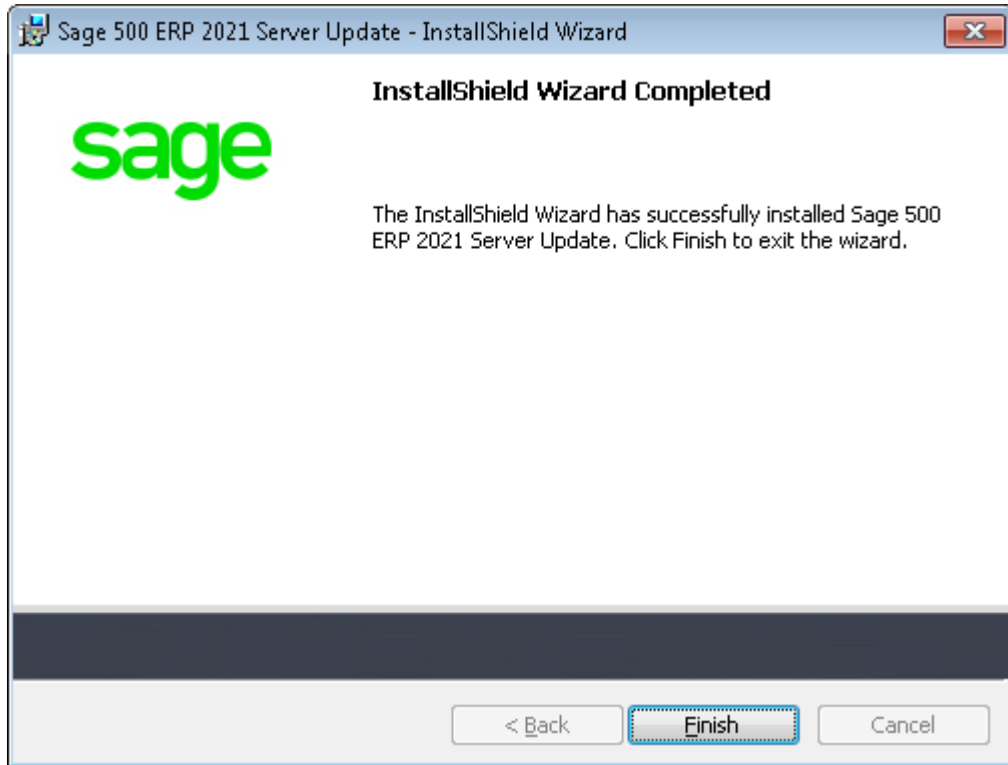 Sage 500 ERP 2021 Server Update - InstallShield Wizard
InstallShield Wizard Completed
sage
The InstallShield Wizard has successfully installed Sage 500
ERP 2021 Server Update. Click Finish to exit the wizard.
< Back
Finish
Cancel